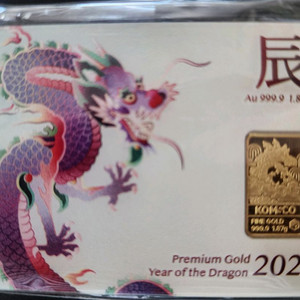 辰
Au 999.9 1.8
KOMSCO
FINE GOLD
999.9 1.87g
Premium Gold
Year of the Dragon 202